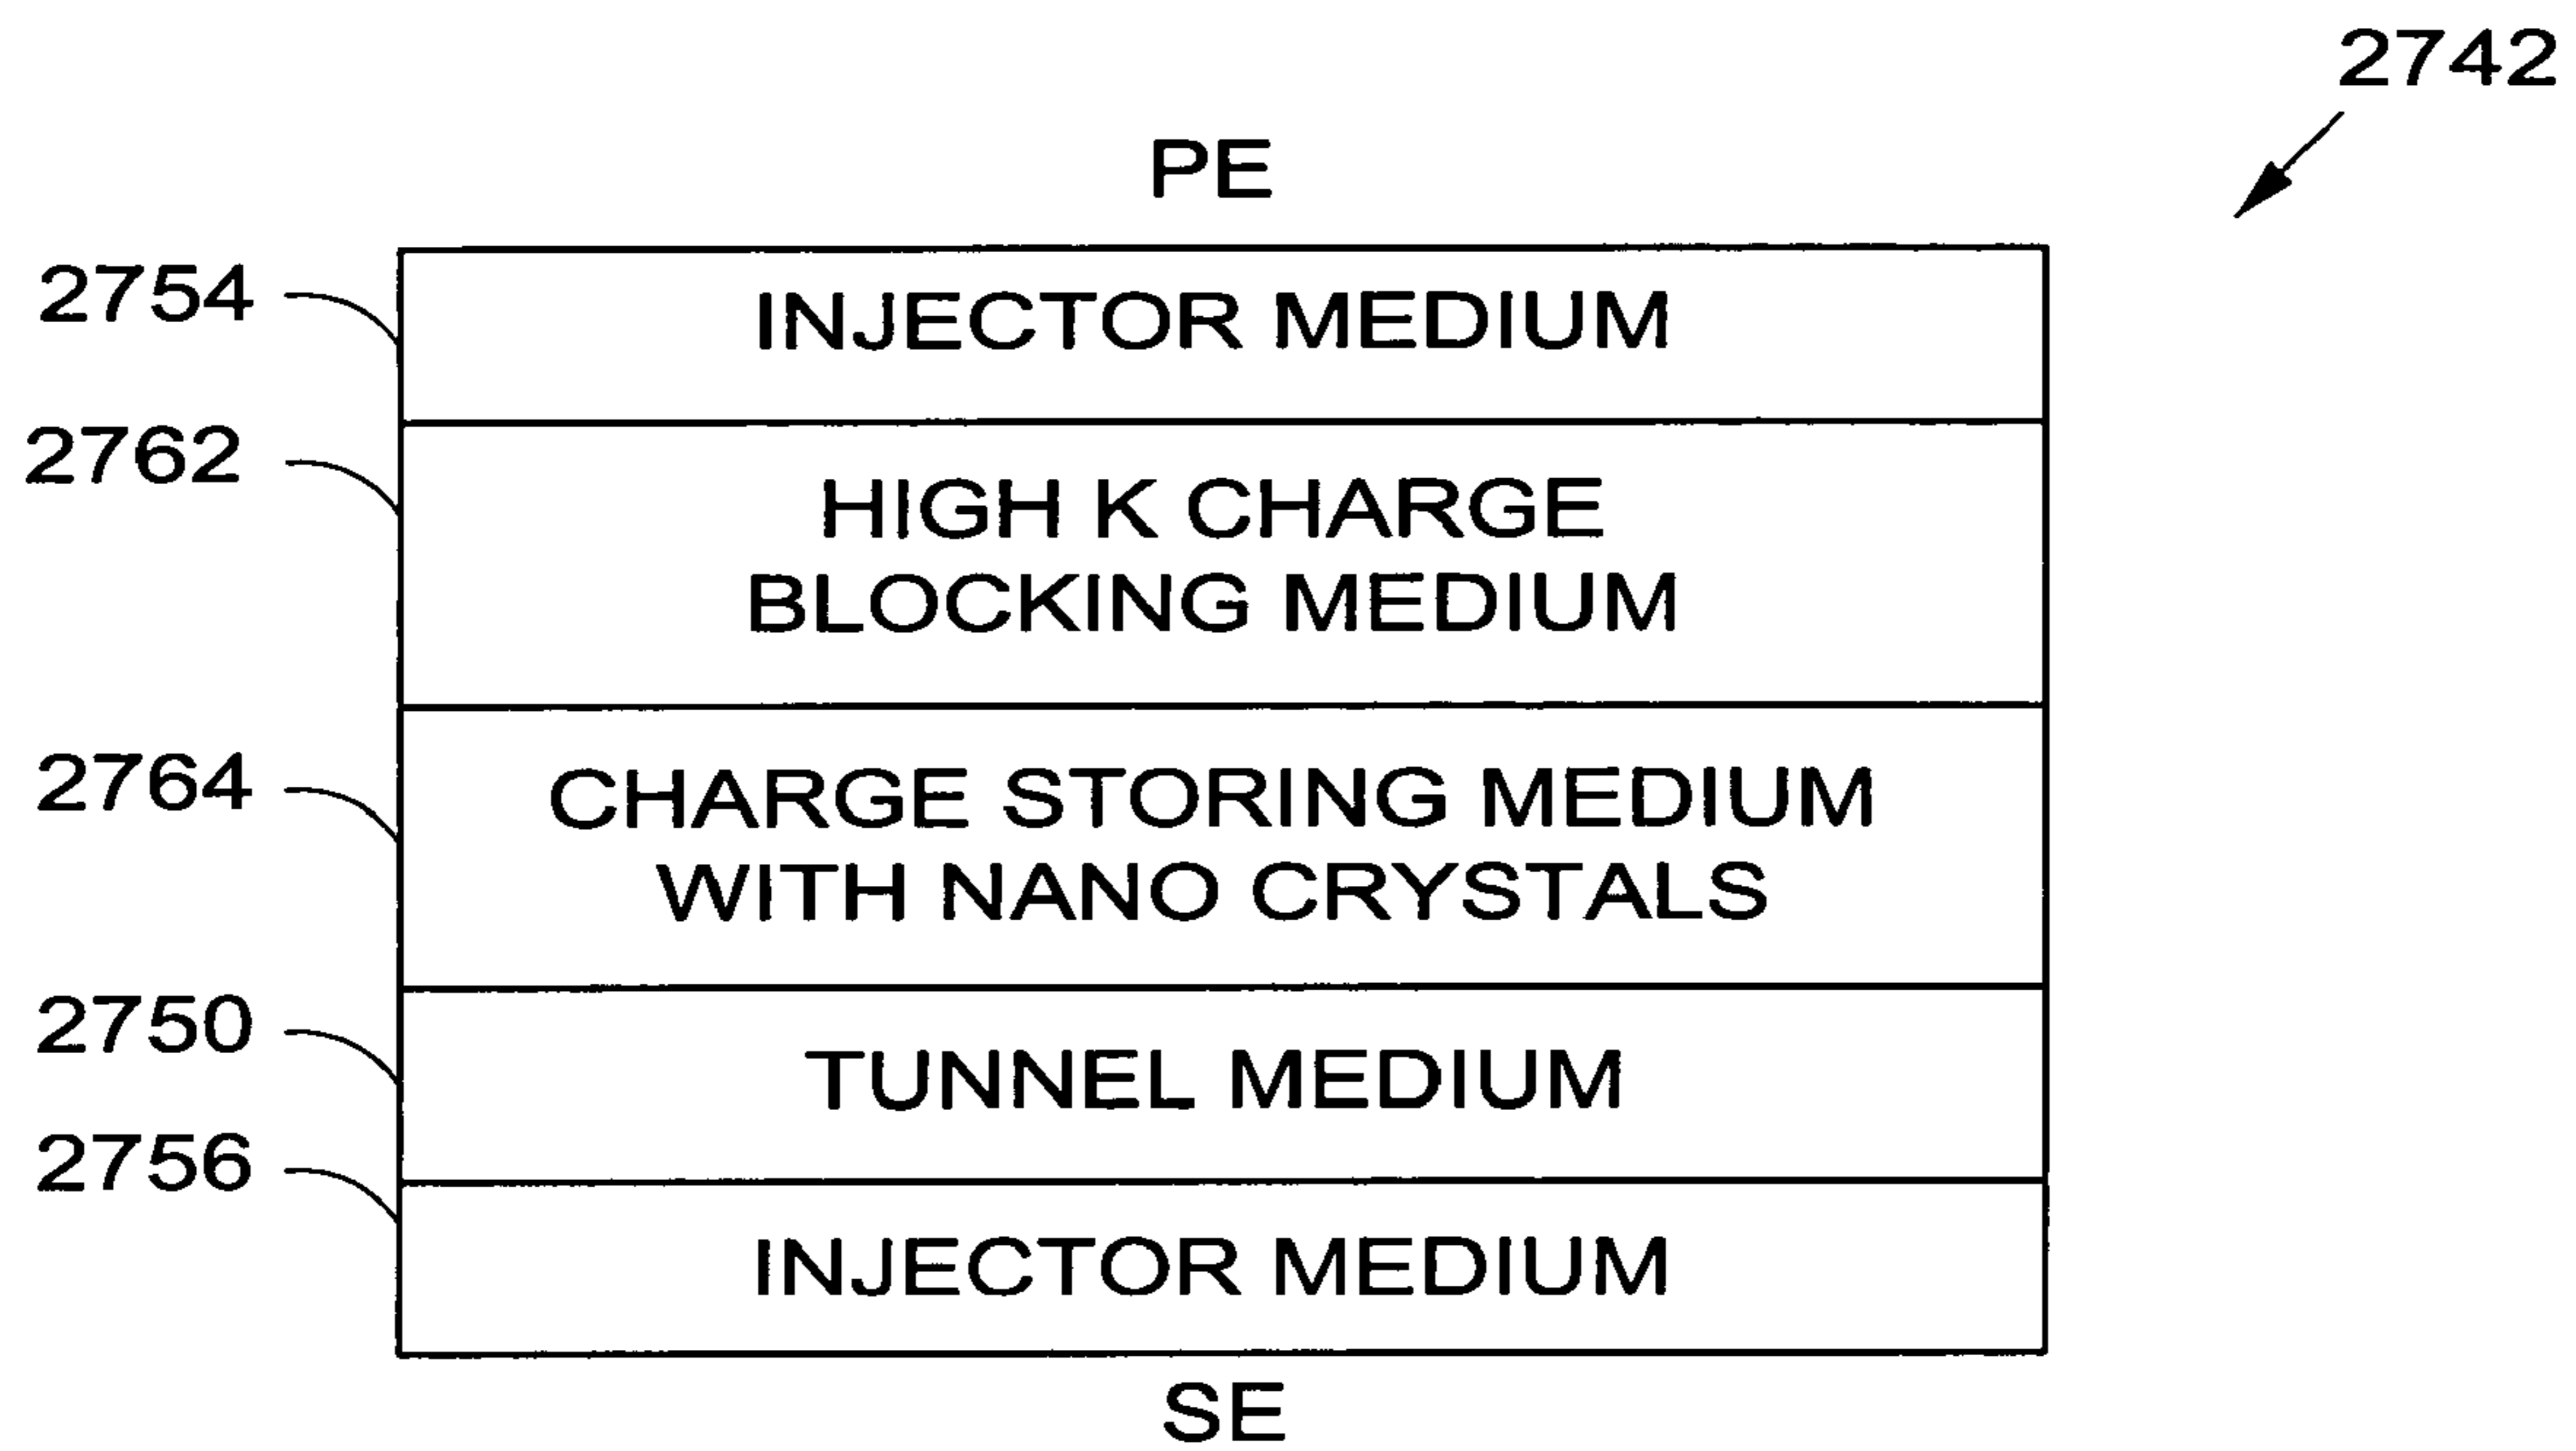 2742
PE
2754
INJECTOR MEDIUM
2762
HIGH K CHARGE
BLOCKING MEDIUM
2764
CHARGE STORING MEDIUM
WITH NANO CRYSTALS
2750
TUNNEL MEDIUM
2756
INJECTOR MEDIUM
SE